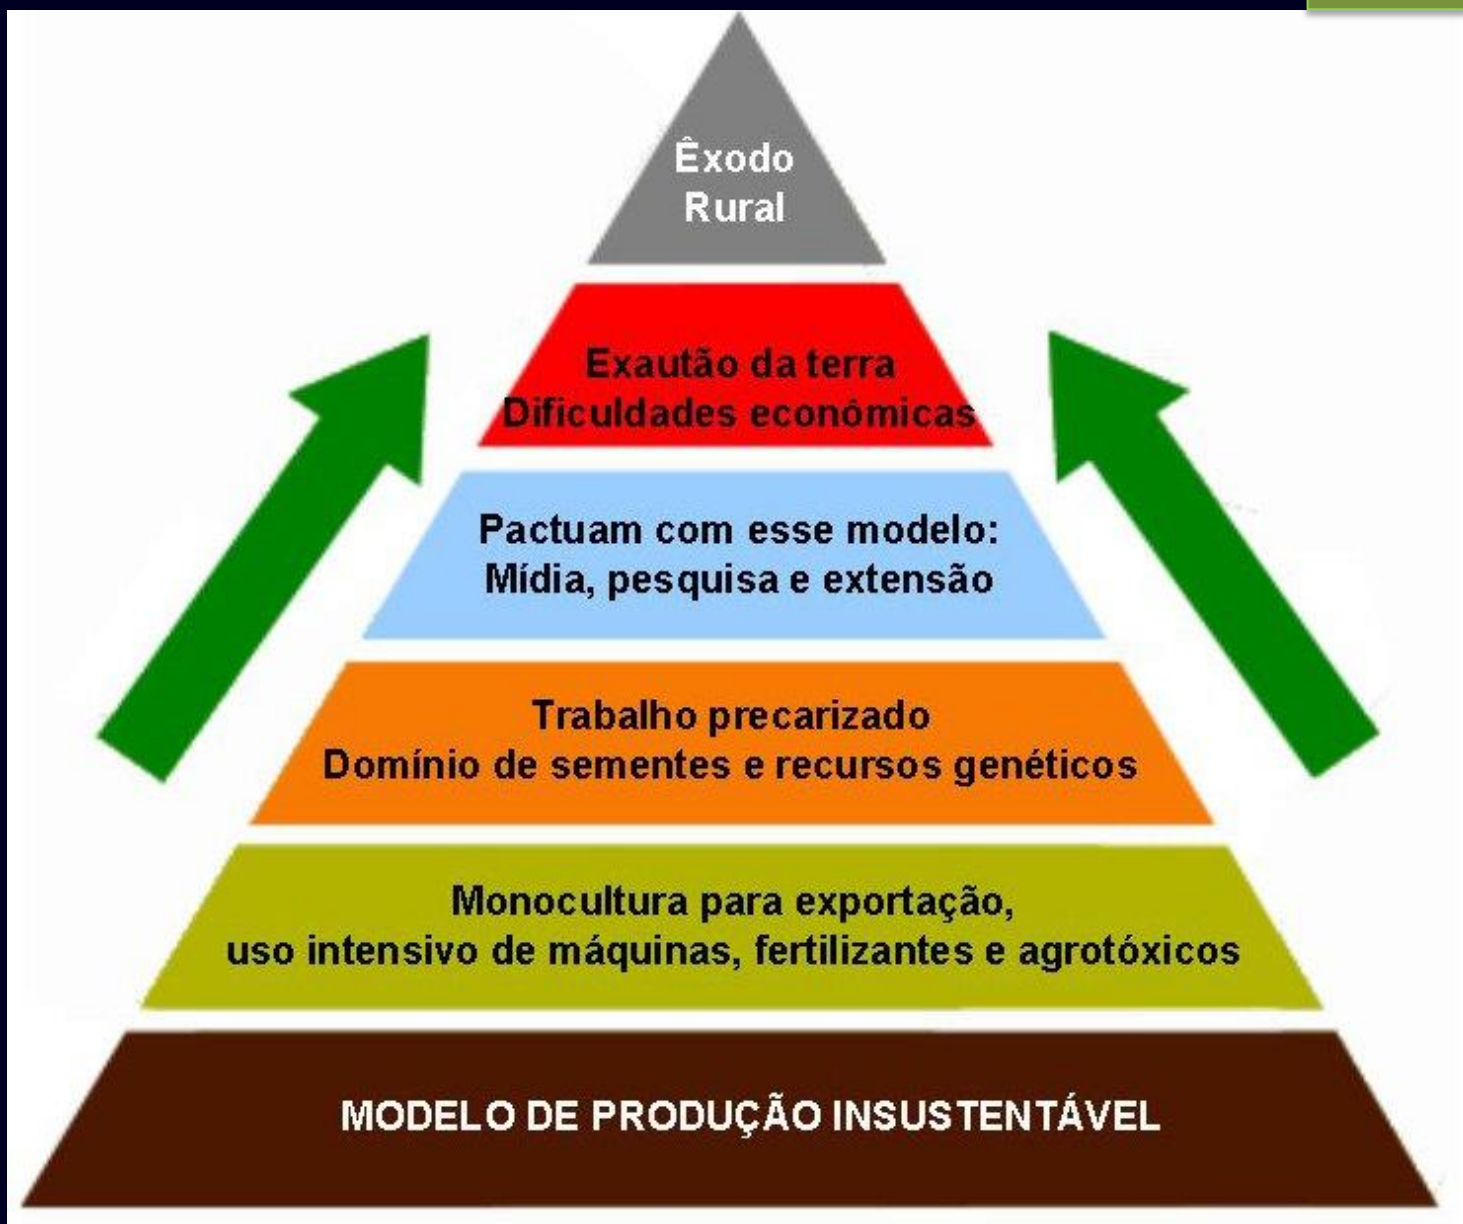 Êxodo
Rural
Exautão da terra
Dificuldades económicas
Pactuam com esse modelo:
Mídia, pesquisa e extensão
Trabalho precarizado
Domínio de sementes e recursos genéticos
Monocultura para exportação,
uso intensivo de máquinas, fertilizantes e agrotóxicos
MODELO DE PRODUÇÃO INSUSTENTÁVEL